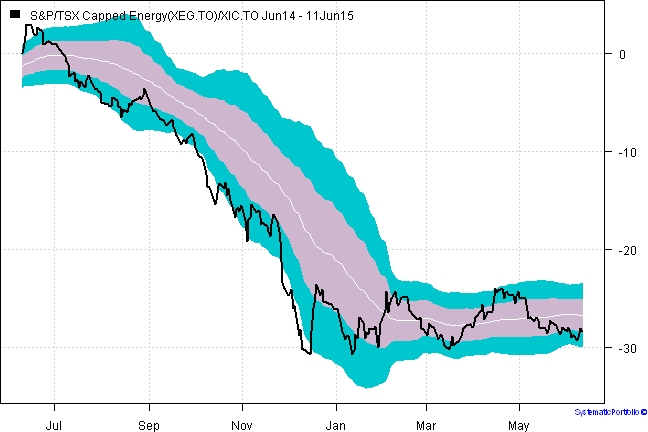 S&P/TSX Capped Energy(XEG.TO)/XIC.TO Jun14 - 11Jun15
0
-10
-20
-30
Jul Sep Nov Jan Mar May
SystematicPortfolio ©